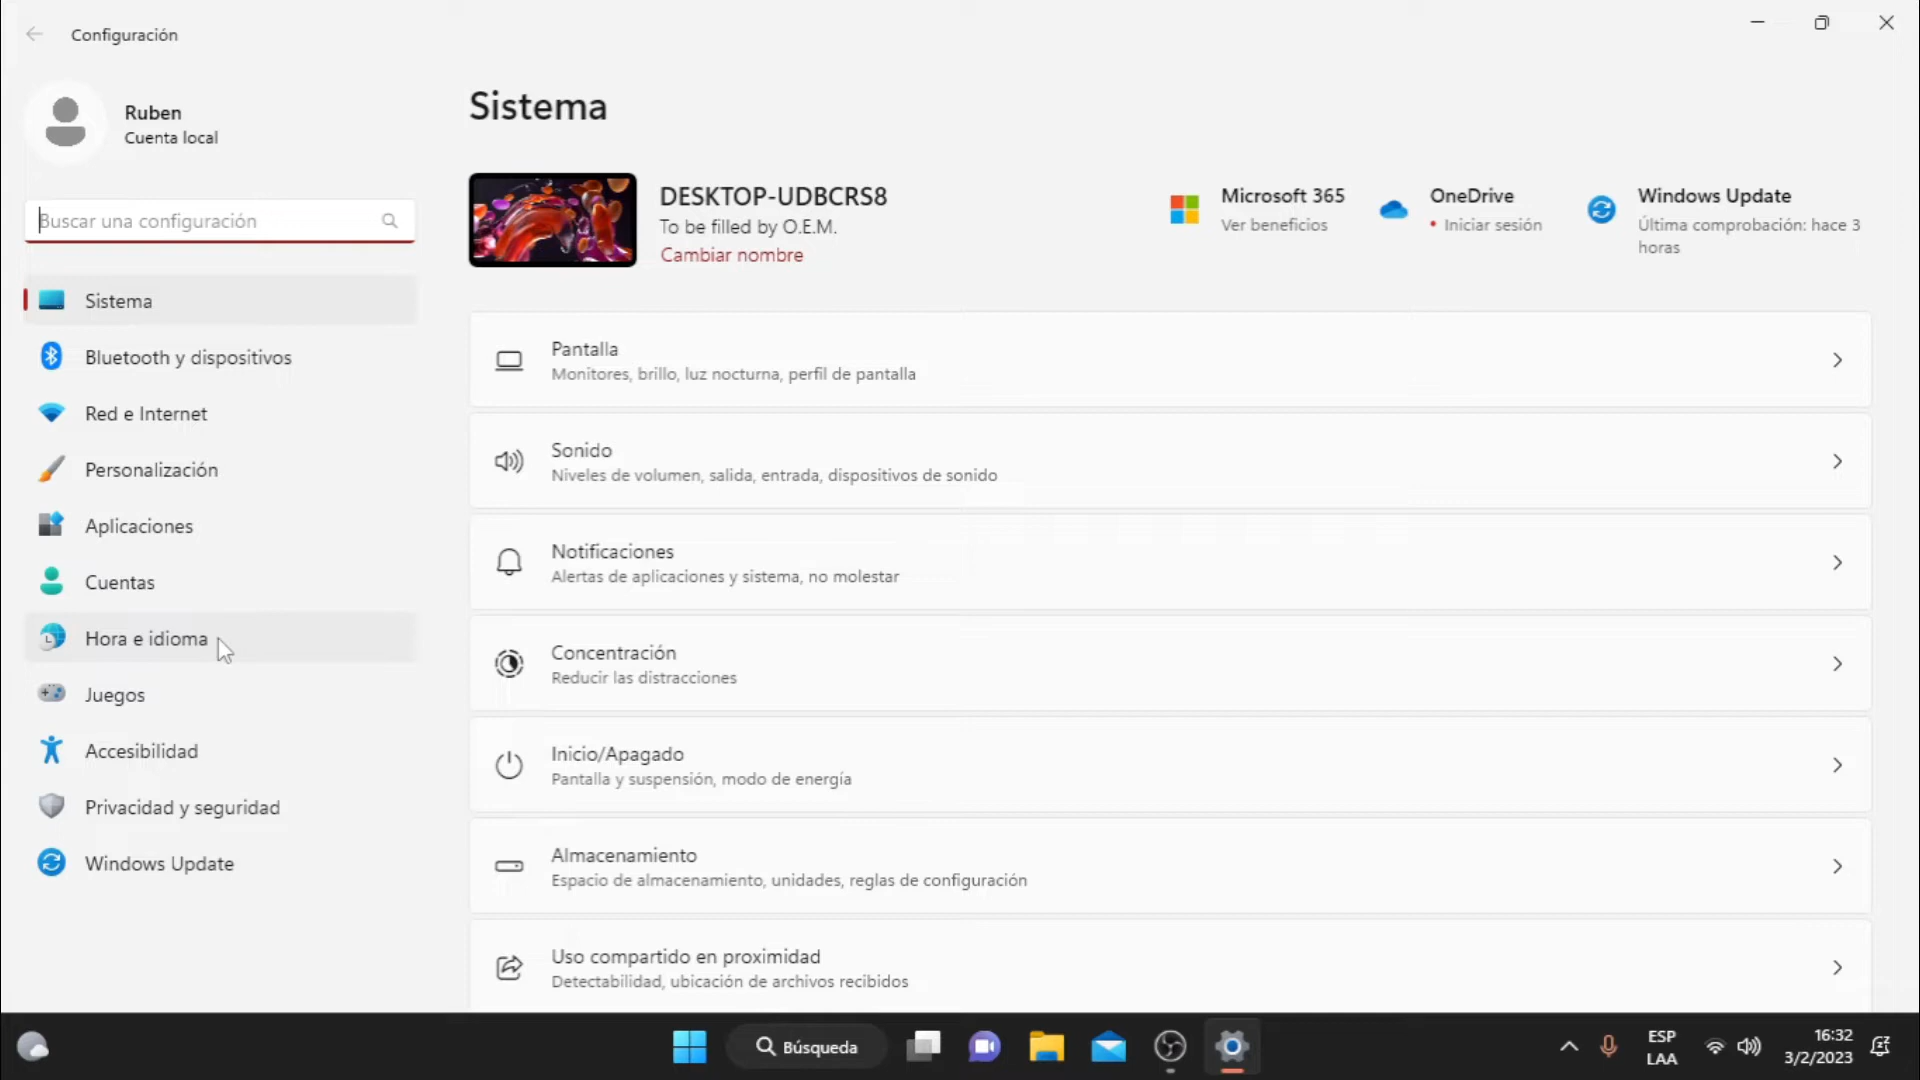 Configuración
Ruben
Cuenta local
Buscar una configuración
Sistema
Bluetooth y dispositivos
Red e Internet
Personalización
Aplicaciones
Cuentas
Hora e idioma
Juegos
Accesibilidad
Privacidad y seguridad
Windows Update
Sistema
DESKTOP-UDBCRS8
To be filled by O.E.M.
Cambiar nombre
Microsoft 365
Ver beneficios
OneDrive
• Iniciar sesión
Windows Update
Última comprobación: hace 3
horas
Pantalla
Monitores, brillo, luz nocturna, perfil de pantalla
Sonido
Niveles de volumen, salida, entrada, dispositivos de sonido
Notificaciones
Alertas de aplicaciones y sistema, no molestar
Concentración
Reducir las distracciones
Inicio/Apagado
Pantalla y suspensión, modo de energía
Almacenamiento
Espacio de almacenamiento, unidades, reglas de configuración
Uso compartido en proximidad
Detectabilidad, ubicación de archivos recibidos
Búsqueda
ESP
LAA
16:32
3/2/2023